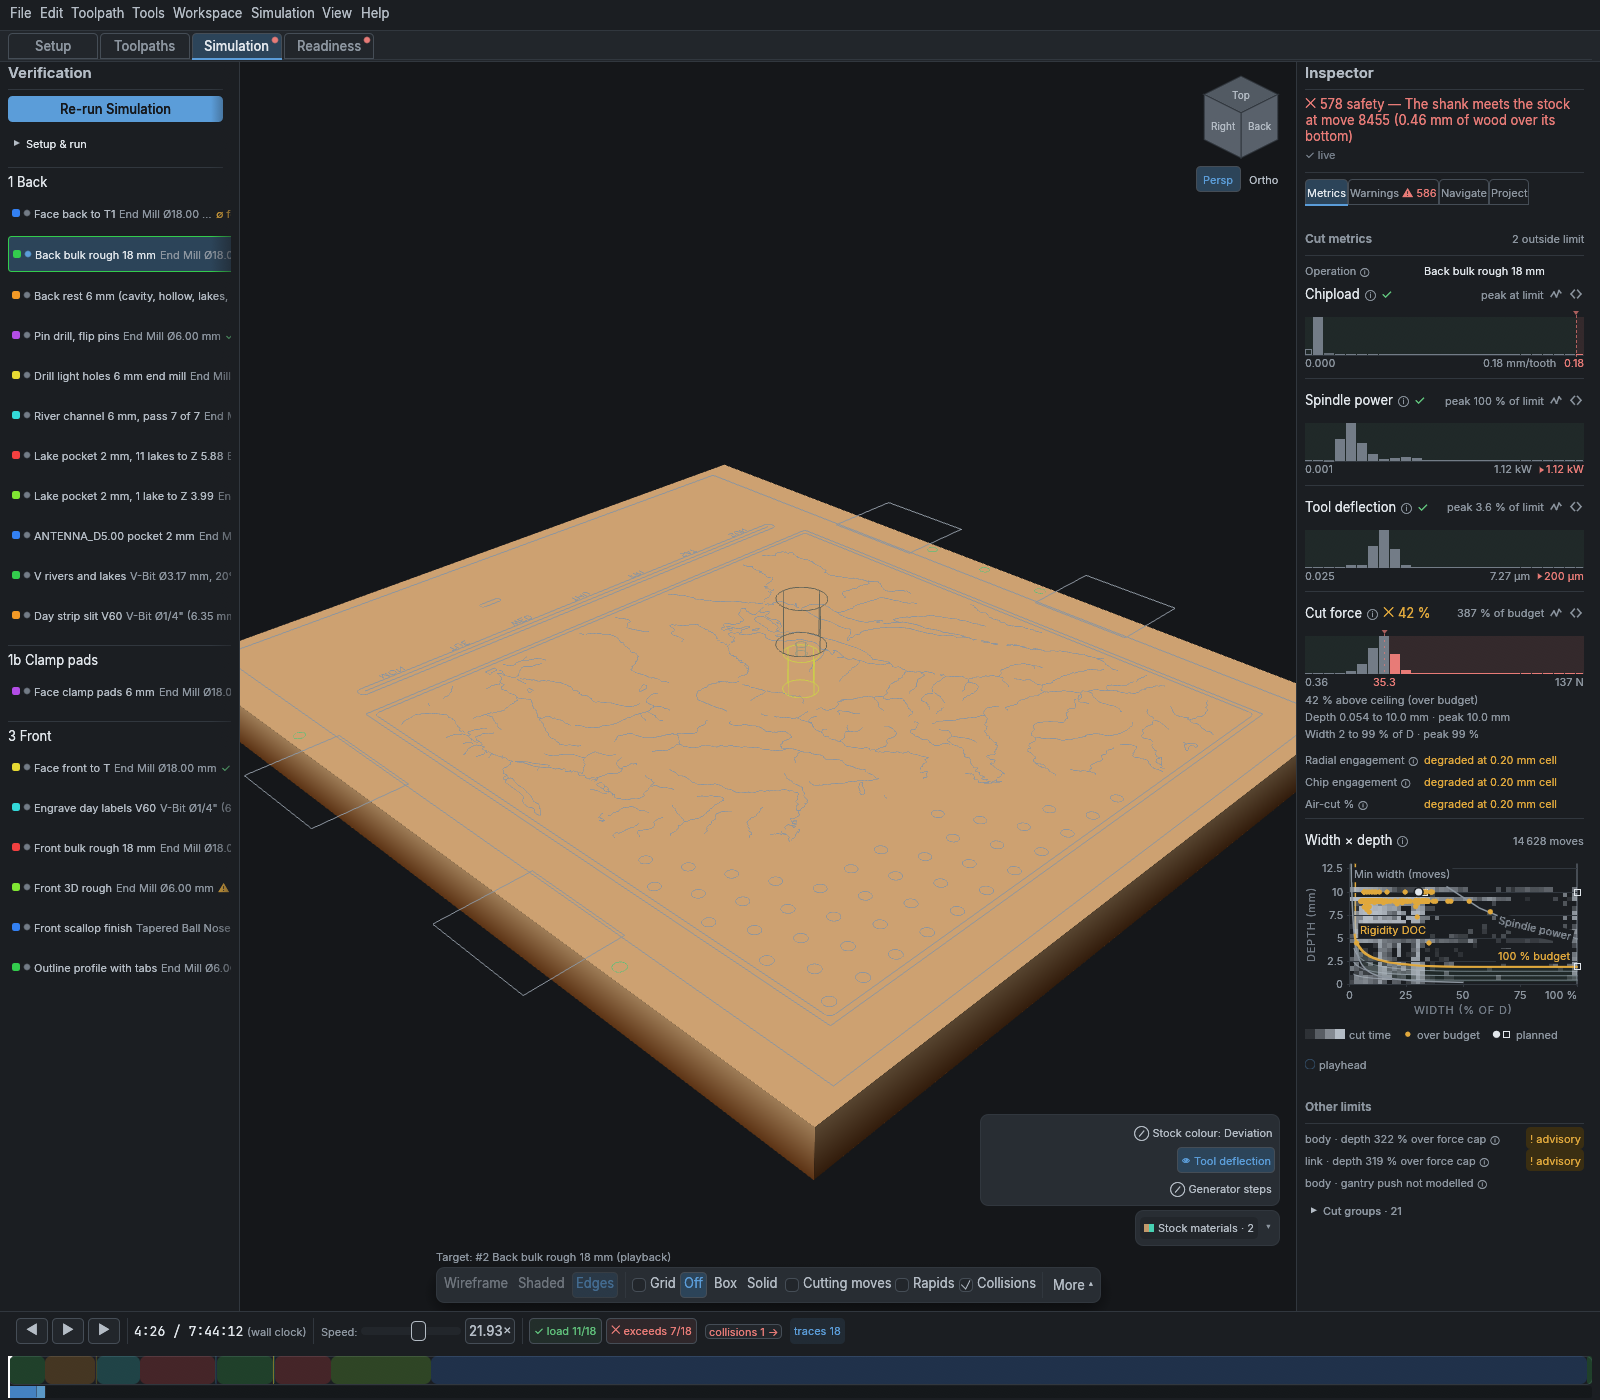 File Edit Toolpath Tools Workspace Simulation View Help
Setup Toolpaths Simulation Readiness
Verification
Re-run Simulation
Setup & run
1 Back
Face back to T1 End Mill Ø18.00 ... ø f
Back bulk rough 18 mm End Mill Ø18.0
Back rest 6 mm (cavity, hollow, lakes,
Pin drill, flip pins End Mill Ø6.00 mm
Drill light holes 6 mm end mill End Mill
River channel 6 mm, pass 7 of 7 End
Lake pocket 2 mm, 11 lakes to Z 5.88
Lake pocket 2 mm, 1 lake to Z 3.99 En
ANTENNA_D5.00 pocket 2 mm End M
V rivers and lakes V-Bit Ø3.17 mm, 20°
Day strip slit V60 V-Bit Ø1/4" (6.35 mm
1b Clamp pads
Face clamp pads 6 mm End Mill Ø18.0
3 Front
Face front to T End Mill Ø18.00 mm
Engrave day labels V60 V-Bit Ø1/4" (6
Front bulk rough 18 mm End Mill Ø18.0
Front 3D rough End Mill Ø6.00 mm
Front scallop finish Tapered Ball Nose
Outline profile with tabs End Mill Ø6.0
Top
Right Back
Persp Ortho
Stock colour: Deviation
Tool deflection
Generator steps
Stock materials · 2
Target: #2 Back bulk rough 18 mm (playback)
Wireframe Shaded Edges Grid Off Box Solid Cutting moves Rapids Collisions More
Inspector
578 safety — The shank meets the stock
at move 8455 (0.46 mm of wood over its
bottom)
live
Metrics Warnings 586 Navigate Project
Cut metrics 2 outside limit
Operation Back bulk rough 18 mm
Chipload peak at limit
0.000 0.18 mm/tooth 0.18
Spindle power peak 100 % of limit
0.001 1.12 kW 1.12 kW
Tool deflection peak 3.6 % of limit
0.025 7.27 µm 200 µm
Cut force 42 % 387 % of budget
0.36 35.3 137 N
42 % above ceiling (over budget)
Depth 0.054 to 10.0 mm · peak 10.0 mm
Width 2 to 99 % of D · peak 99 %
Radial engagement degraded at 0.20 mm cell
Chip engagement degraded at 0.20 mm cell
Air-cut % degraded at 0.20 mm cell
Width × depth 14 628 moves
12.5
Min width (moves)
10
7.5
Spindle power
Rigidity DOC
5
100 % budget
2.5
0
DEPTH (mm)
0 25 50 75 100 %
WIDTH (% OF D)
cut time over budget planned
playhead
Other limits
body · depth 322 % over force cap ! advisory
link · depth 319 % over force cap ! advisory
body · gantry push not modelled
Cut groups · 21
4:26 / 7:44:12 (wall clock) Speed: 21.93× load 11/18 exceeds 7/18 collisions 1 → traces 18